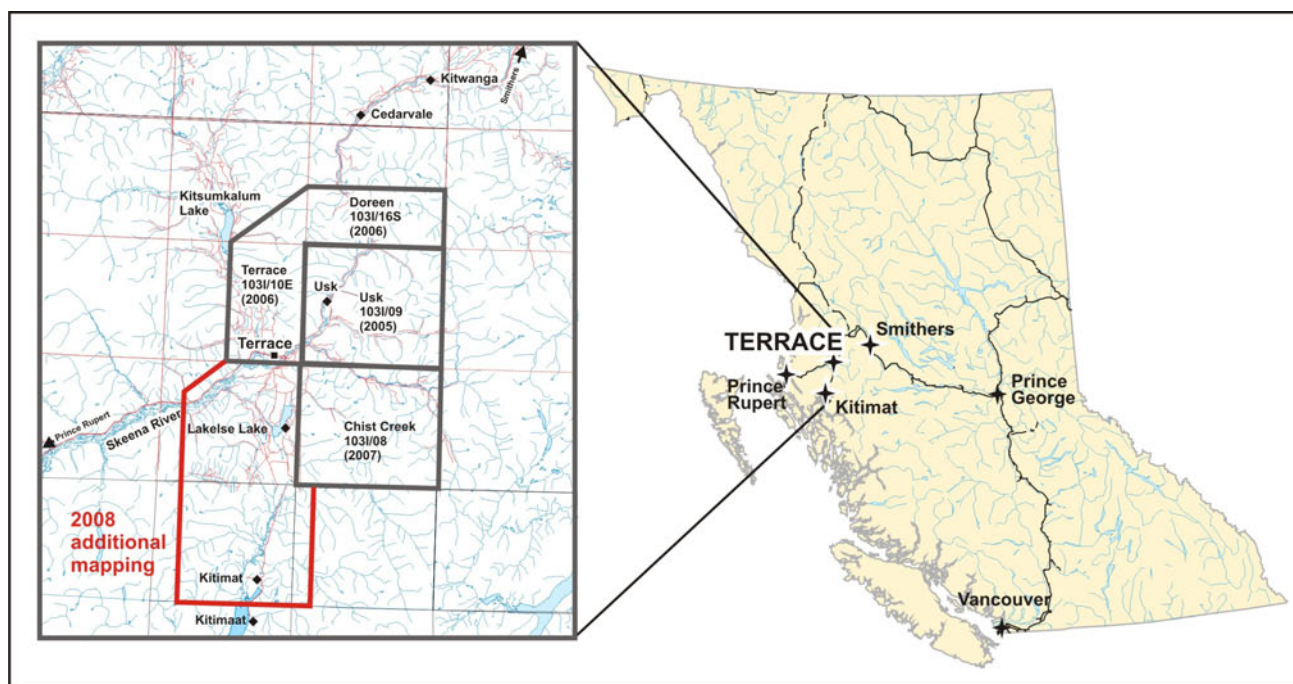 Smithers
Kitwanga
Cedarvale
Kitsumkalum
Lake
Doreen
103I/16S
(2006)
Terrace
103I/10E
(2006)
Usk
Usk
103I/09
(2005)
Terrace
Prince Rupert
Skeena River
Lakelse Lake
Chist Creek
103I/08
(2007)
2008
additional
mapping
Kitimat
Kitimaat
TERRACE
Smithers
Prince
Rupert
Kitimat
Prince
George
Vancouver